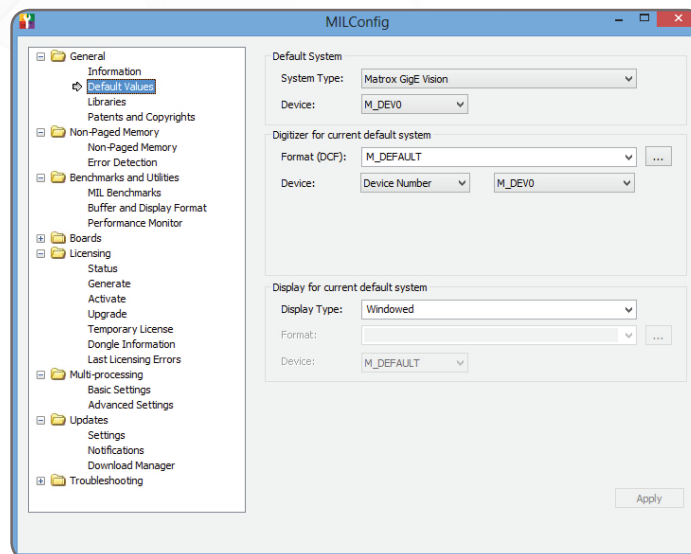 MILConfig
General
Information
Default Values
Libraries
Patents and Copyrights
Non-Paged Memory
Non-Paged Memory
Error Detection
Benchmarks and Utilities
MIL Benchmarks
Buffer and Display Format
Performance Monitor
Boards
Licensing
Status
Generate
Activate
Upgrade
Temporary License
Dongle Information
Last Licensing Errors
Multi-processing
Basic Settings
Advanced Settings
Updates
Settings
Notifications
Download Manager
Troubleshooting
Default System
System Type: Matrox GigE Vision
Device: M_DEV0
Digitizer for current default system
Format (DCF): M_DEFAULT ...
Device: Device Number M_DEV0
Display for current default system
Display Type: Windowed
Format: ...
Device: M_DEFAULT
Apply